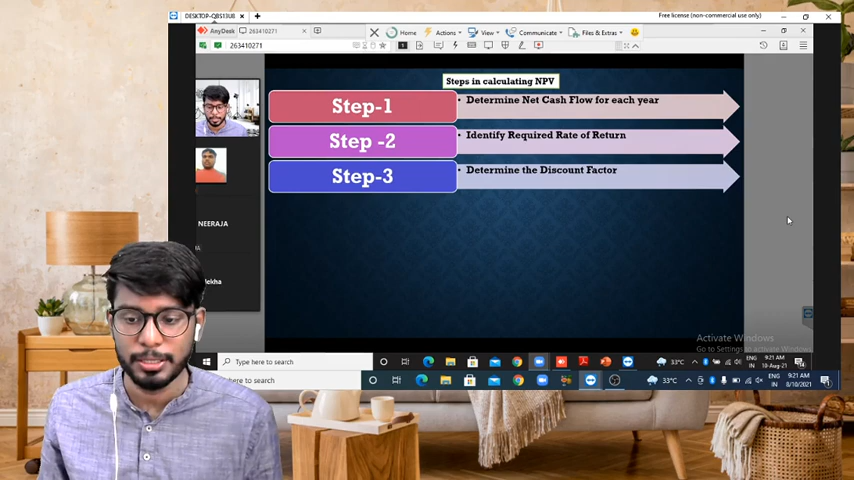 DESKTOP-QBS13UB
Free license (non-commercial use only)
AnyDesk
263410271
Home
Actions
View
Communicate
Files & Extras
263410271
Steps in calculating NPV
Step-1
• Determine Net Cash Flow for each year
Step -2
• Identify Required Rate of Return
Step-3
• Determine the Discount Factor
NEERAJA
lekha
Activate Windows
Go to Settings to activate Windows.
Type here to search
33°C
ENG
IN
9:21 AM
10-Aug-21
here to search
33°C
ENG
IN
9:21 AM
8/10/2021